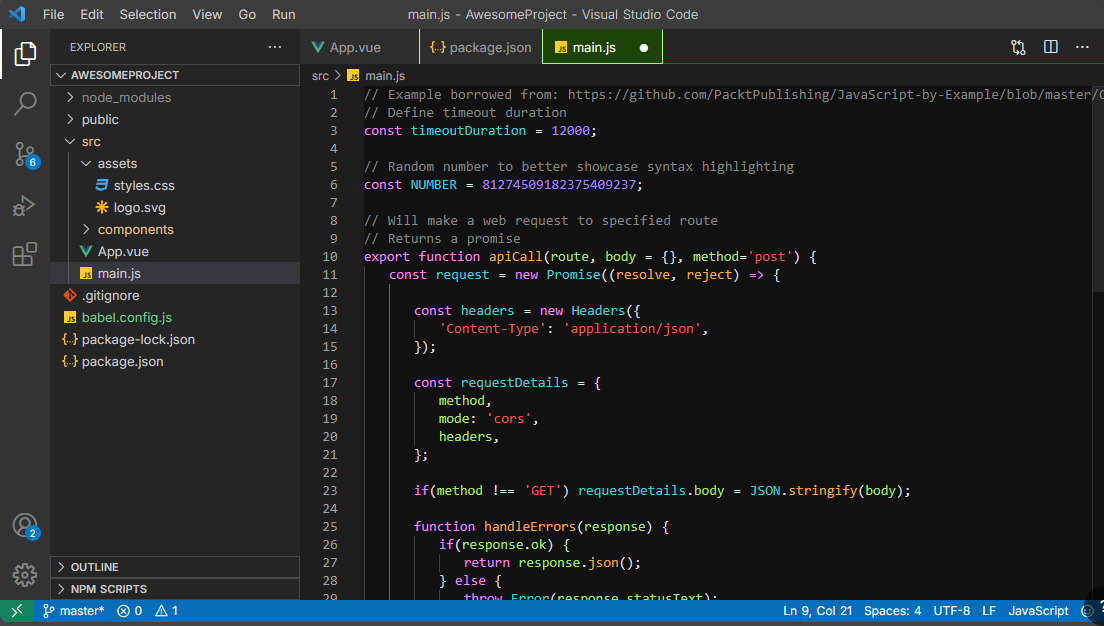 File Edit Selection View Go Run
main.js - AwesomeProject - Visual Studio Code
EXPLORER
AWESOMEPROJECT
node_modules
public
src
assets
styles.css
logo.svg
components
App.vue
main.js
.gitignore
babel.config.js
package-lock.json
package.json
OUTLINE
NPM SCRIPTS
6
2
App.vue
package.json
main.js
src > main.js
1 // Example borrowed from: https://github.com/PacktPublishing/JavaScript-by-Example/blob/master/C
2 // Define timeout duration
3 const timeoutDuration = 12000;
4
5 // Random number to better showcase syntax highlighting
6 const NUMBER = 81274509182375409237;
7
8 // Will make a web request to specified route
9 // Returns a promise
10 export function apiCall(route, body = {}, method='post') {
11 const request = new Promise((resolve, reject) => {
12
13 const headers = new Headers({
14 'Content-Type': 'application/json',
15 });
16
17 const requestDetails = {
18 method,
19 mode: 'cors',
20 headers,
21 };
22
23 if(method !== 'GET') requestDetails.body = JSON.stringify(body);
24
25 function handleErrors(response) {
26 if(response.ok) {
27 return response.json();
28 } else {
29 throw Error(response.statusText);
master* 0 1
Ln 9, Col 21 Spaces: 4 UTF-8 LF JavaScript